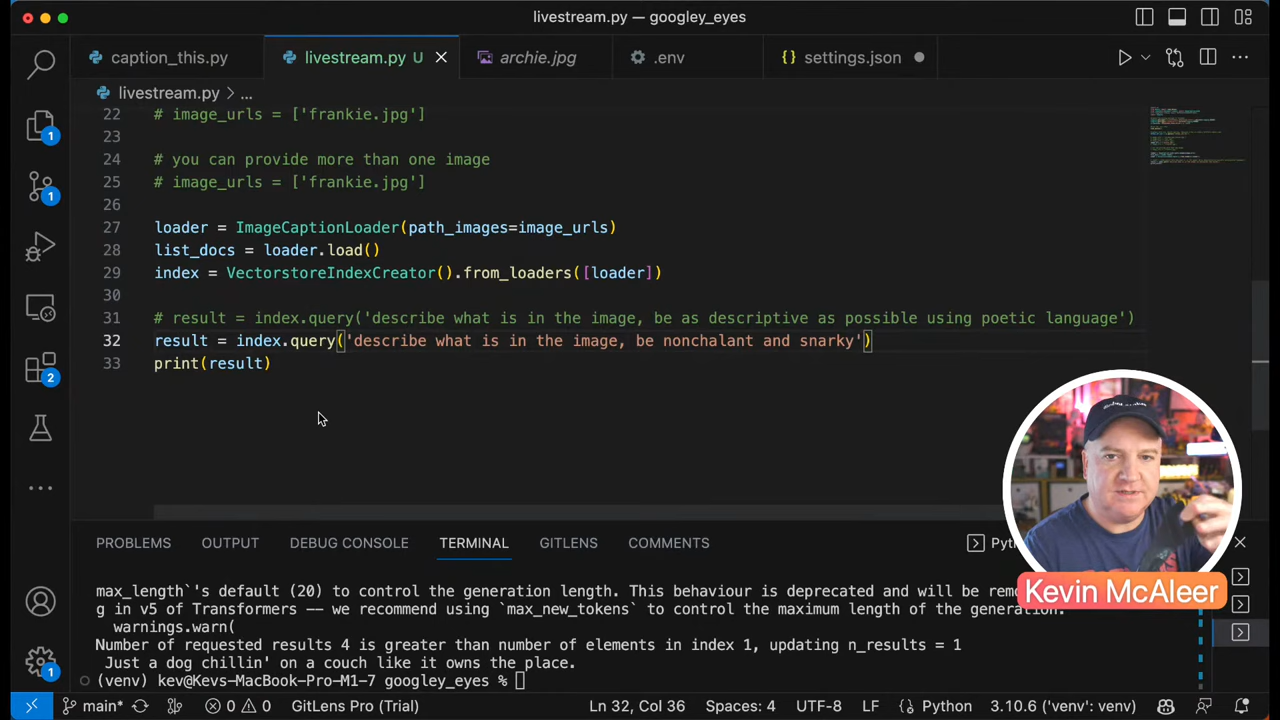 livestream.py — googley_eyes
caption_this.py
livestream.py U
archie.jpg
.env
{} settings.json
livestream.py > ...
22 # image_urls = ['frankie.jpg']
23
24 # you can provide more than one image
25 # image_urls = ['frankie.jpg']
26
27 loader = ImageCaptionLoader(path_images=image_urls)
28 list_docs = loader.load()
29 index = VectorstoreIndexCreator().from_loaders([loader])
30
31 # result = index.query('describe what is in the image, be as descriptive as possible using poetic language')
32 result = index.query('describe what is in the image, be nonchalant and snarky')
33 print(result)
1
1
2
1
PROBLEMS OUTPUT DEBUG CONSOLE TERMINAL GITLENS COMMENTS
max_length`'s default (20) to control the generation length. This behaviour is deprecated and will be
g in v5 of Transformers -- we recommend using `max_new_tokens` to control the maximum length of the generation.
warnings.warn(
Number of requested results 4 is greater than number of elements in index 1, updating n_results = 1
Just a dog chillin' on a couch like it owns the place.
(venv) kev@Kevs-MacBook-Pro-M1-7 googley_eyes %
Kevin McAleer
main* 0 0 GitLens Pro (Trial) Ln 32, Col 36 Spaces: 4 UTF-8 LF Python 3.10.6 ('venv': venv)